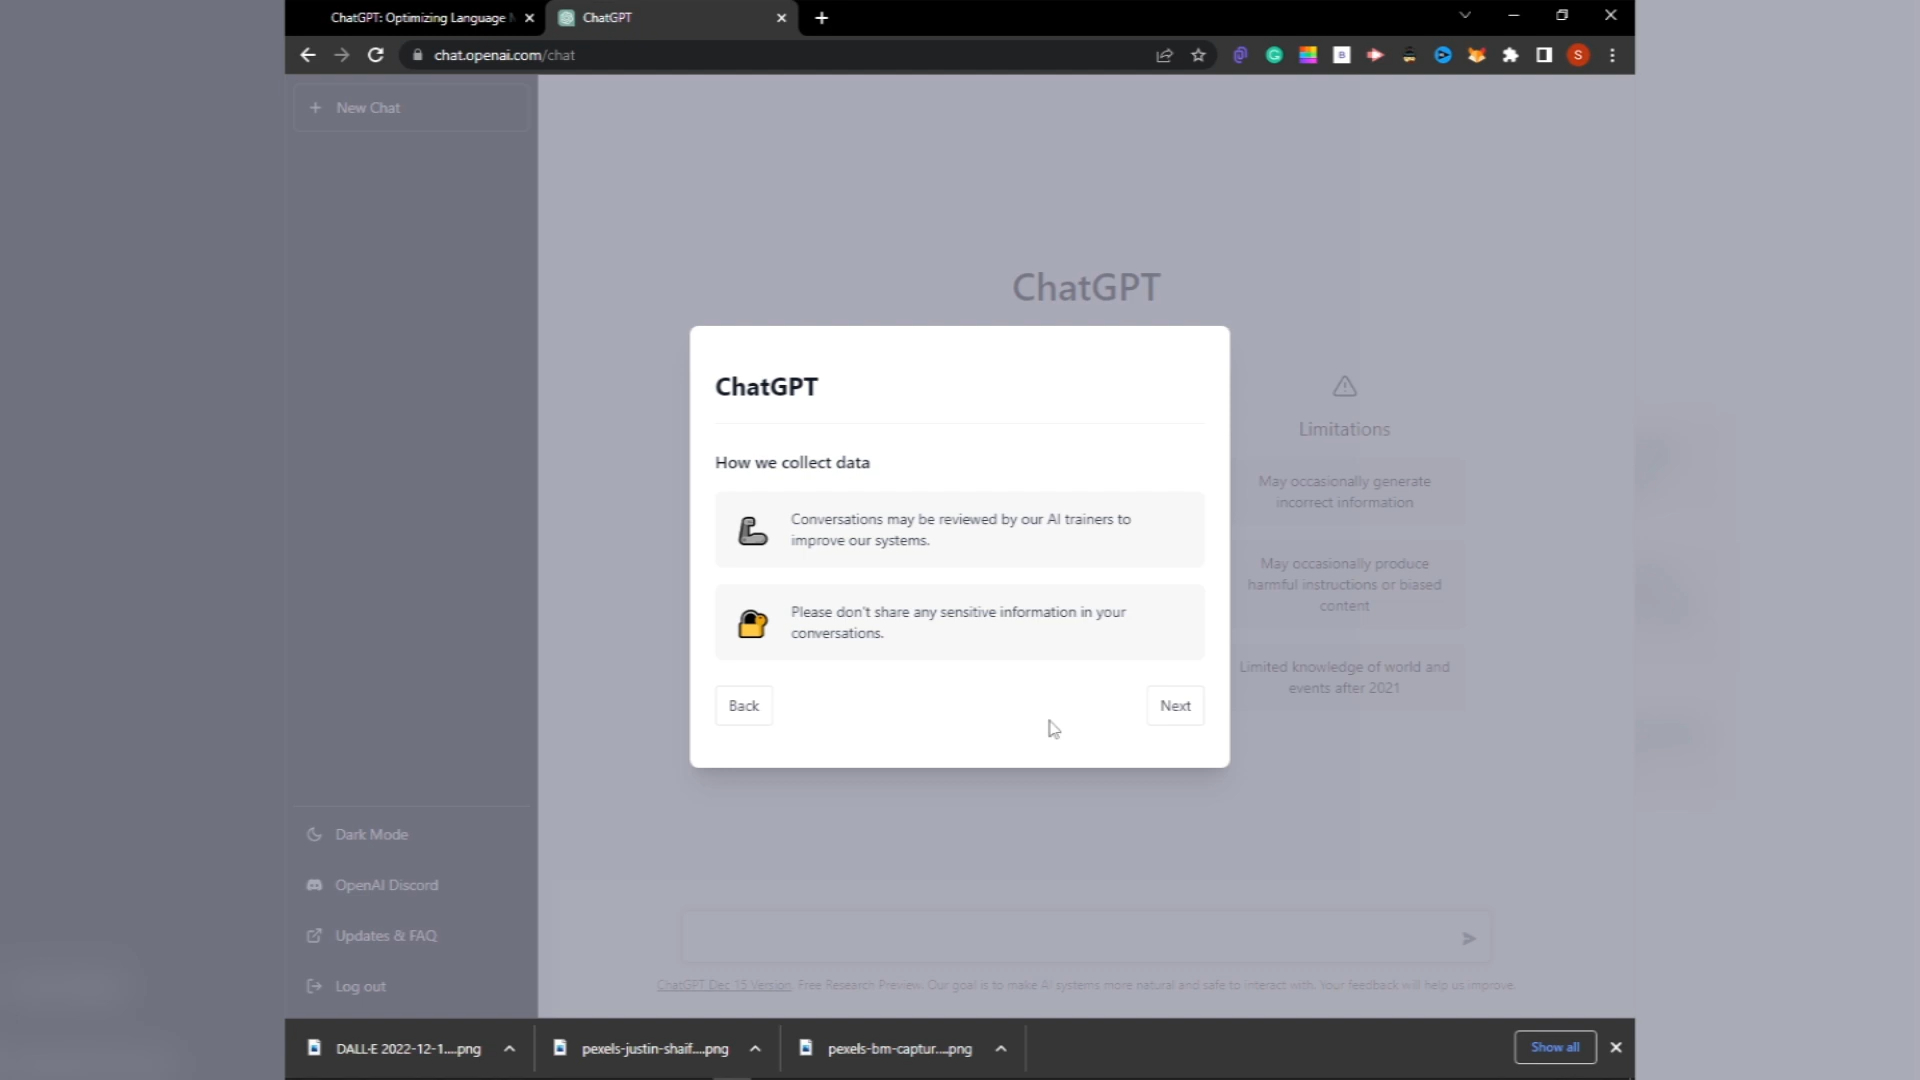 ChatGPT: Optimizing Language
ChatGPT
chat.openai.com/chat
S
New Chat
ChatGPT
ChatGPT
How we collect data
Conversations may be reviewed by our AI trainers to
improve our systems.
Please don't share any sensitive information in your
conversations.
Back
Next
Limitations
May occasionally generate
incorrect information
May occasionally produce
harmful instructions or biased
content
Limited knowledge of world and
events after 2021
Dark Mode
OpenAI Discord
Updates & FAQ
Log out
ChatGPT Dec 15 Version. Free Research Preview. Our goal is to make AI systems more natural and safe to interact with. Your feedback will help us improve.
DALL·E 2022-12-1....png
pexels-justin-shaif....png
pexels-bm-captur....png
Show all